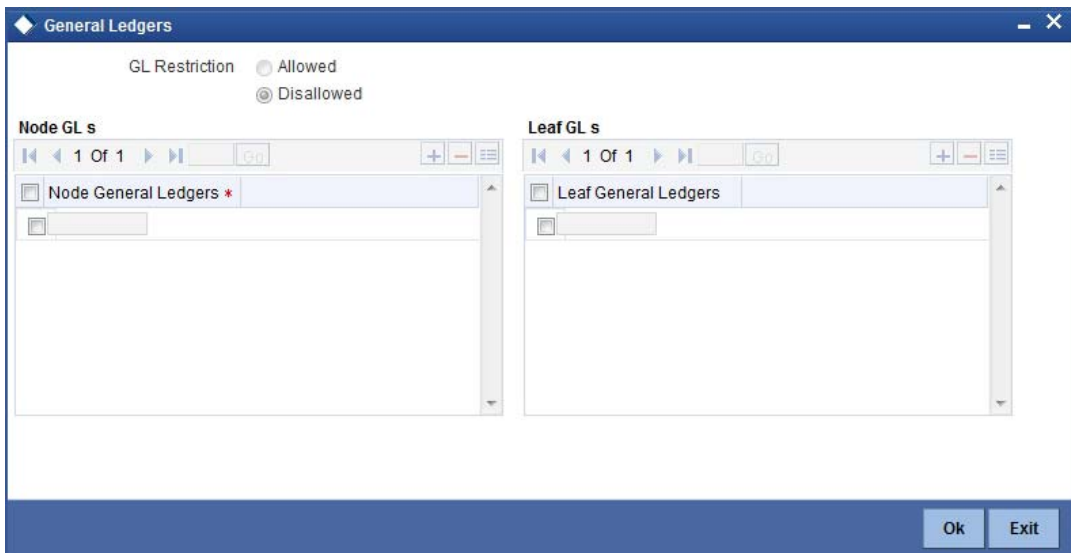 General Ledgers
GL Restriction
Allowed
Disallowed
Node GL s
1 Of 1
Go
Node General Ledgers *
Leaf GL s
1 Of 1
Go
Leaf General Ledgers
Ok
Exit